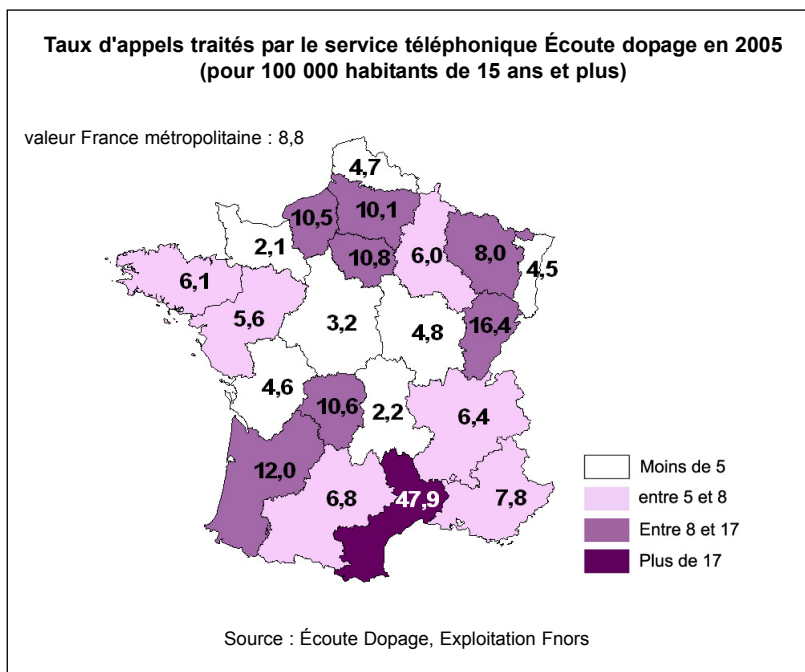 Taux d'appels traités par le service téléphonique Écoute dopage en 2005
(pour 100 000 habitants de 15 ans et plus)
valeur France métropolitaine : 8,8
4,7
10,5
10,1
2,1
10,8
6,0
8,0
4,5
6,1
5,6
3,2
4,8
16,4
4,6
10,6
2,2
6,4
12,0
6,8
47,9
7,8
Moins de 5
entre 5 et 8
Entre 8 et 17
Plus de 17
Source : Écoute Dopage, Exploitation Fnors